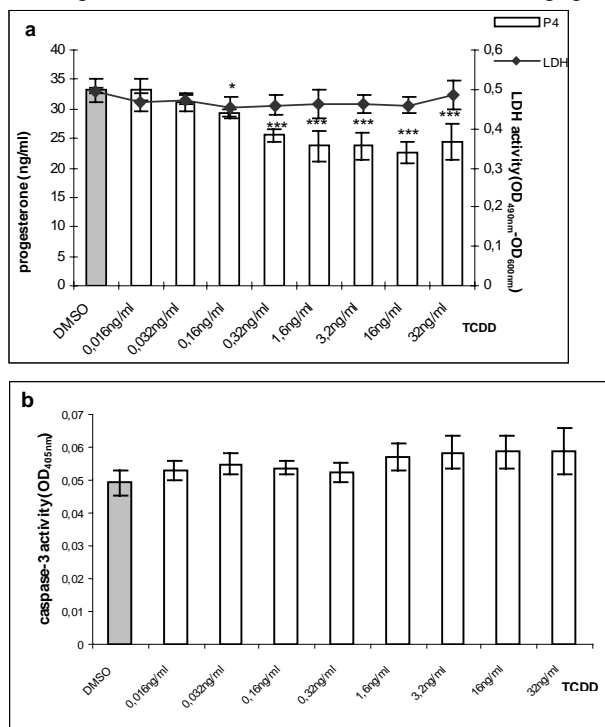 a
P4
LDH
progesterone (ng/ml)
40
35
30
25
20
15
10
5
0
* *** *** *** *** ***
0,6
0,5
0,4
0,3
0,2
0,1
0
LDH activity (OD490nm-OD600nm)
DMSO
0,016ng/ml
0,032ng/ml
0,16ng/ml
0,32ng/ml
1,6ng/ml
3,2ng/ml
16ng/ml
32ng/ml
TCDD
b
caspase-3 activity (OD405nm)
0,07
0,06
0,05
0,04
0,03
0,02
0,01
0
DMSO
0,016ng/ml
0,032ng/ml
0,16ng/ml
0,32ng/ml
1,6ng/ml
3,2ng/ml
16ng/ml
32ng/ml
TCDD